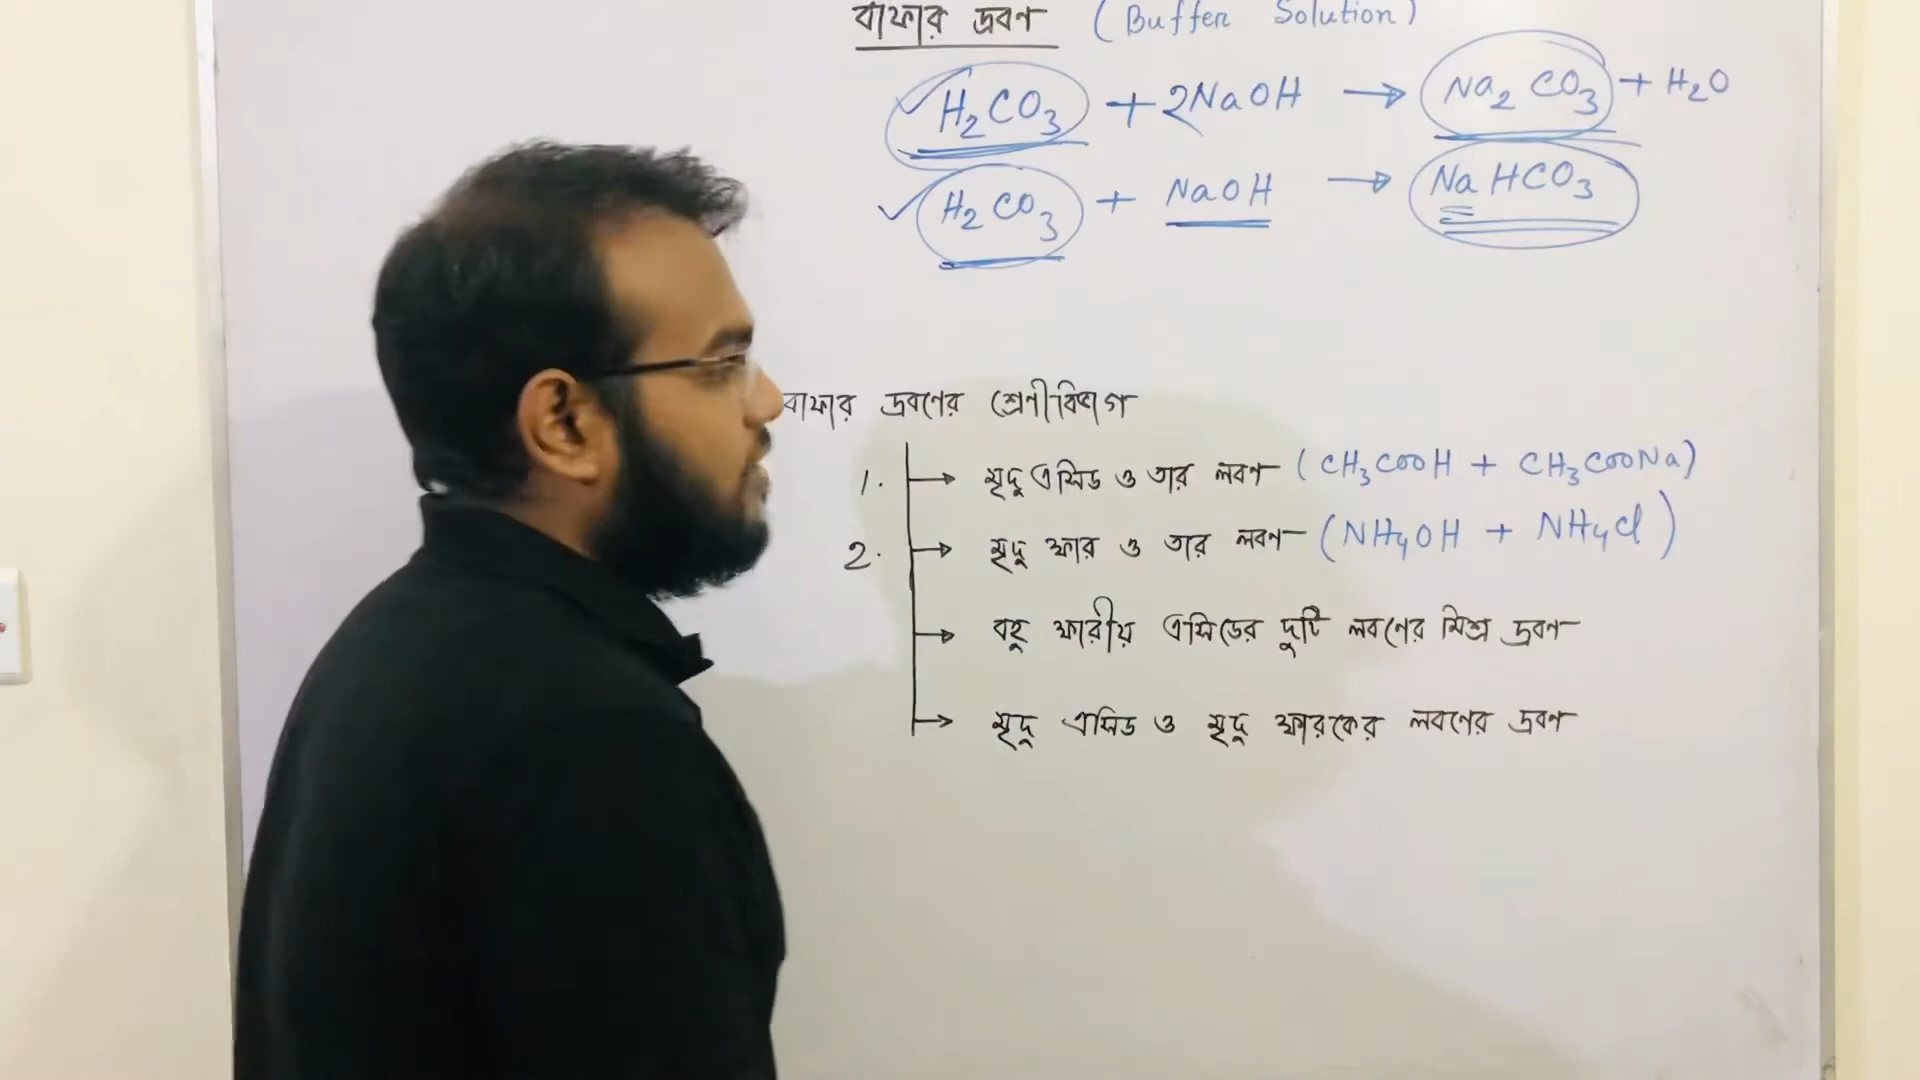 বাফার দ্রবণ (Buffer Solution)
H₂CO₃ + 2NaOH → Na₂CO₃ + H₂O
H₂CO₃ + NaOH → NaHCO₃
বাফার দ্রবণের শ্রেণীবিভাগ
1. → মৃদু এসিড ও তার লবণ (CH₃COOH + CH₃COONa)
2. → মৃদু ক্ষার ও তার লবণ (NH₄OH + NH₄Cl)
→ বহু ক্ষারীয় এসিডের দুটি লবণের মিশ্র দ্রবণ
→ মৃদু এসিড ও মৃদু ক্ষারকের লবণের দ্রবণ